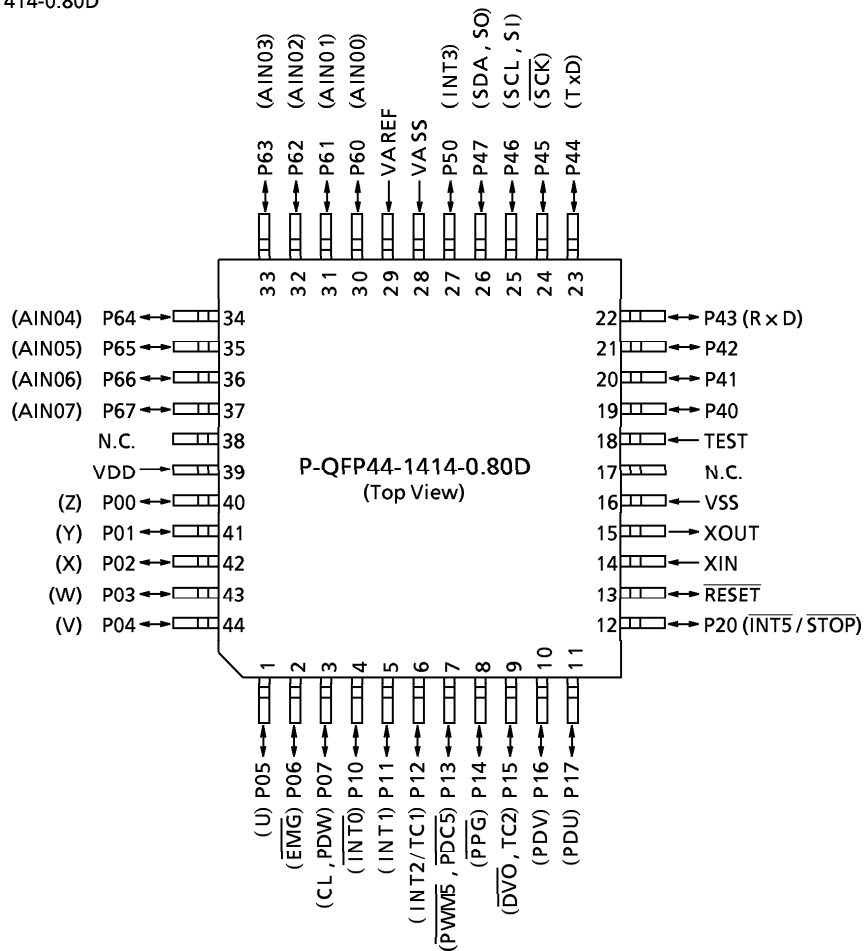 414-0.80D
(AIN03)
(AIN02)
(AIN01)
(AIN00)
(INT3)
(SDA, SO)
(SCL, SI)
(SCK)
(TxD)
P63
P62
P61
P60
VAREF
VASS
P50
P47
P46
P45
P44
33
32
31
30
29
28
27
26
25
24
23
(AIN04) P64 34
(AIN05) P65 35
(AIN06) P66 36
(AIN07) P67 37
N.C. 38
VDD 39
(Z) P00 40
(Y) P01 41
(X) P02 42
(W) P03 43
(V) P04 44
P-QFP44-1414-0.80D
(Top View)
22 P43 (R×D)
21 P42
20 P41
19 P40
18 TEST
17 N.C.
16 VSS
15 XOUT
14 XIN
13 RESET
12 P20 (INT5/STOP)
1
2
3
4
5
6
7
8
9
10
11
(U) P05
(EMG) P06
(CL, PDW) P07
(INT0) P10
(INT1) P11
(INT2/TC1) P12
(PWM5, PDC5) P13
(PPG) P14
(DVO, TC2) P15
(PDV) P16
(PDU) P17